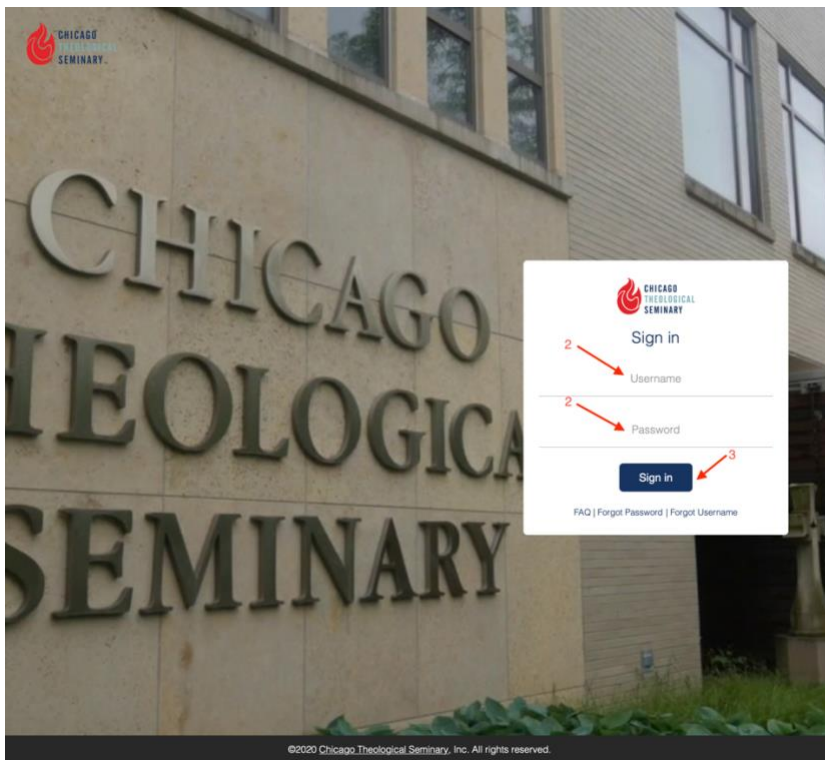 CHICAGO
THEOLOGICAL
SEMINARY
CHICAGO
HEOLOGICA
SEMINARY
CHICAGO
THEOLOGICAL
SEMINARY
Sign in
2
Username
2
Password
3
Sign in
FAQ | Forgot Password | Forgot Username
©2020 Chicago Theological Seminary, Inc. All rights reserved.